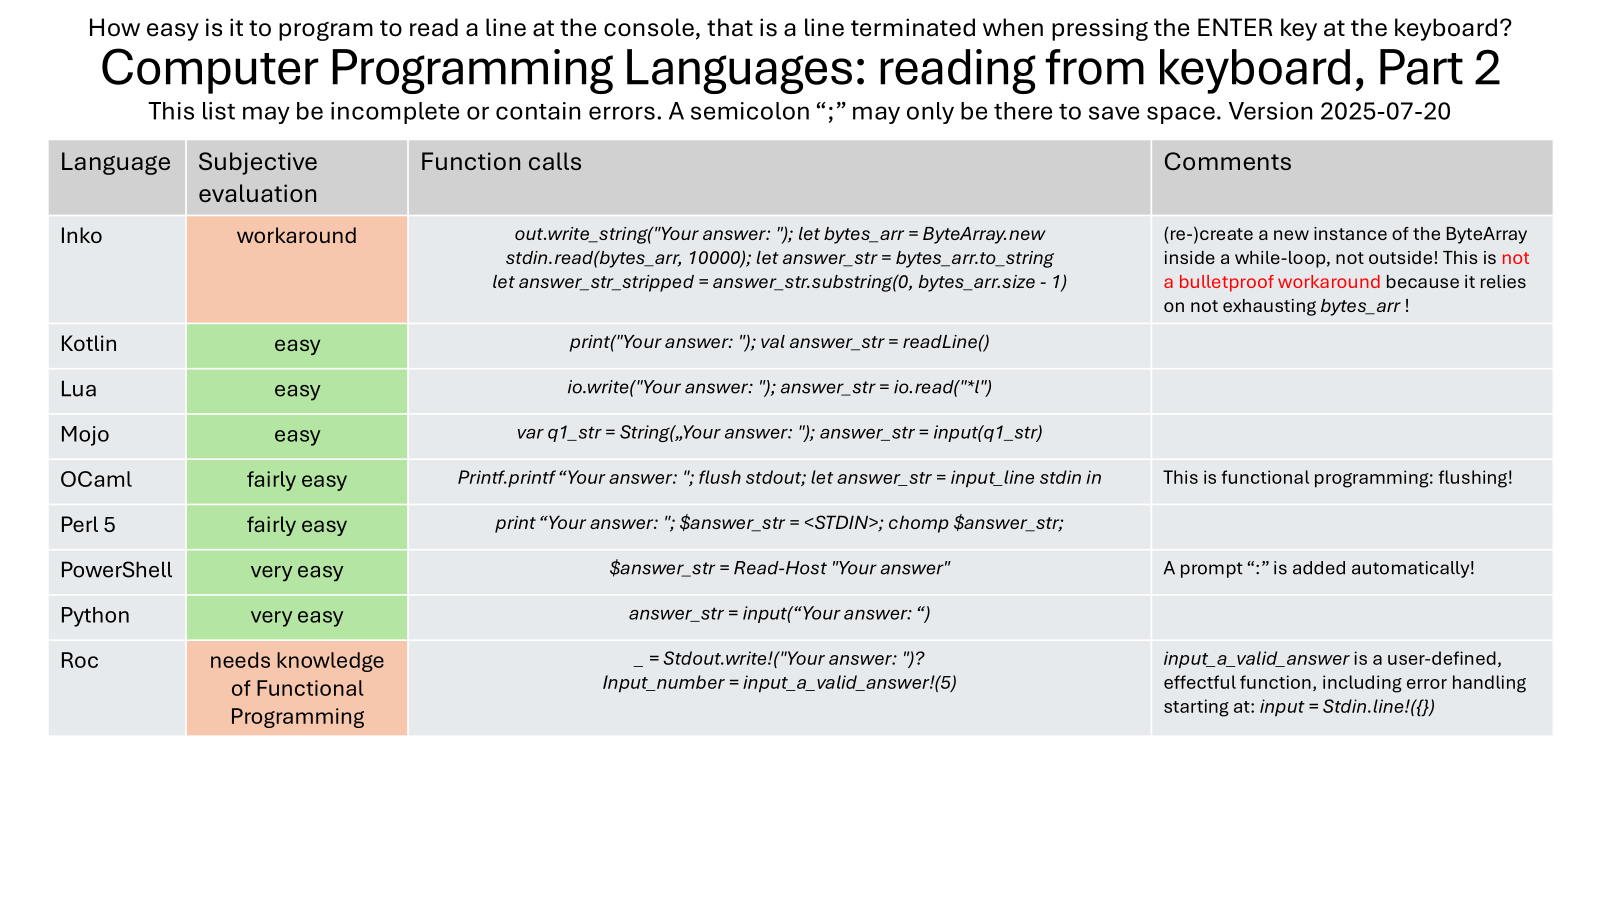 How easy is it to program to read a line at the console, that is a line terminated when pressing the ENTER key at the keyboard?
Computer Programming Languages: reading from keyboard, Part 2
This list may be incomplete or contain errors. A semicolon “;” may only be there to save space. Version 2025-07-20
Language
Subjective
evaluation
Function calls
Comments
Inko
workaround
out.write_string("Your answer: "); let bytes_arr = ByteArray.new
stdin.read(bytes_arr, 10000); let answer_str = bytes_arr.to_string
let answer_str_stripped = answer_str.substring(0, bytes_arr.size - 1)
(re-)create a new instance of the ByteArray
inside a while-loop, not outside! This is not
a bulletproof workaround because it relies
on not exhausting bytes_arr !
Kotlin
easy
print("Your answer: "); val answer_str = readLine()
Lua
easy
io.write("Your answer: "); answer_str = io.read("*l")
Mojo
easy
var q1_str = String(„Your answer: "); answer_str = input(q1_str)
OCaml
fairly easy
Printf.printf “Your answer: "; flush stdout; let answer_str = input_line stdin in
This is functional programming: flushing!
Perl 5
fairly easy
print “Your answer: "; $answer_str = <STDIN>; chomp $answer_str;
PowerShell
very easy
$answer_str = Read-Host "Your answer"
A prompt “:” is added automatically!
Python
very easy
answer_str = input(“Your answer: “)
Roc
needs knowledge
of Functional
Programming
_ = Stdout.write!("Your answer: ")?
Input_number = input_a_valid_answer!(5)
input_a_valid_answer is a user-defined,
effectful function, including error handling
starting at: input = Stdin.line!({})